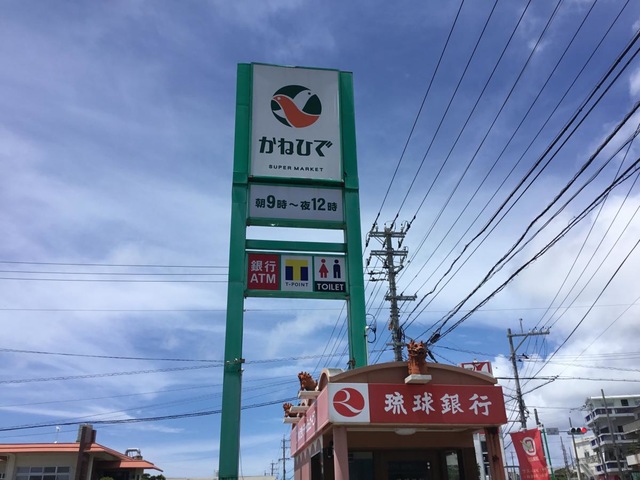 かねひで
SUPER MARKET
朝9時～夜12時
銀行
ATM
T-POINT
TOILET
琉球銀行